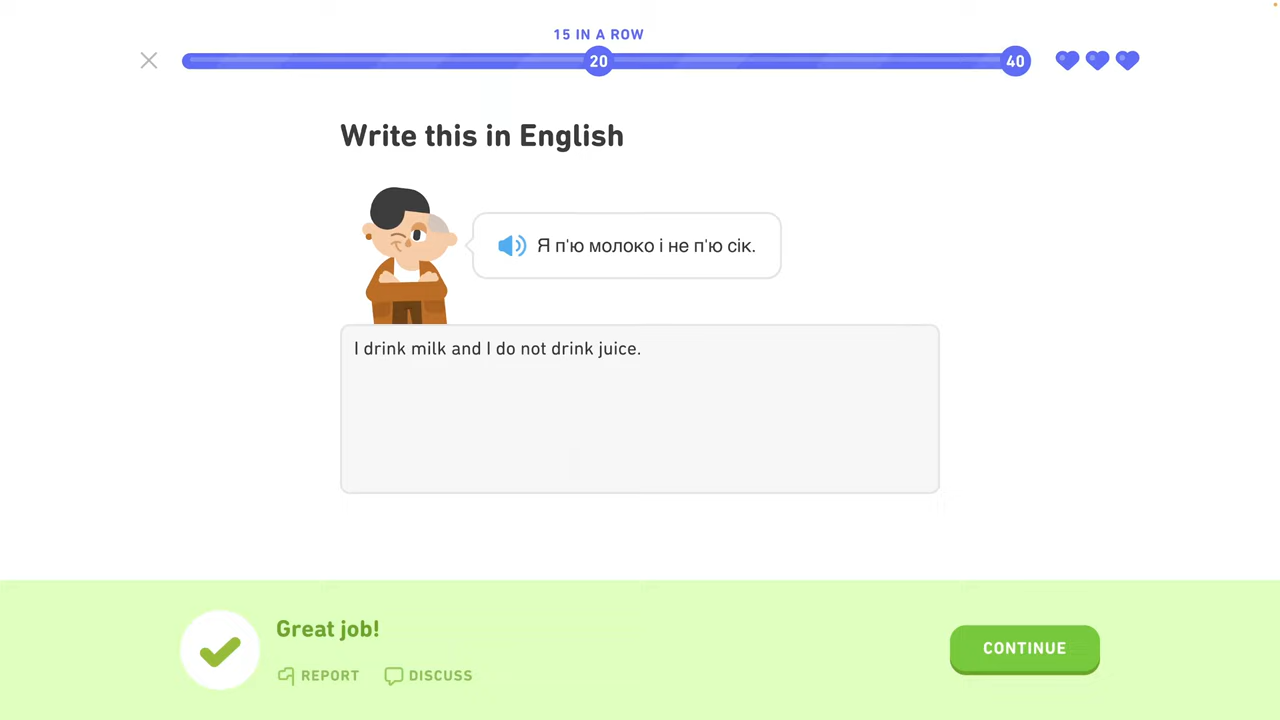 15 IN A ROW
20
40
Write this in English
Я п'ю молоко і не п'ю сік.
I drink milk and I do not drink juice.
Great job!
REPORT
DISCUSS
CONTINUE